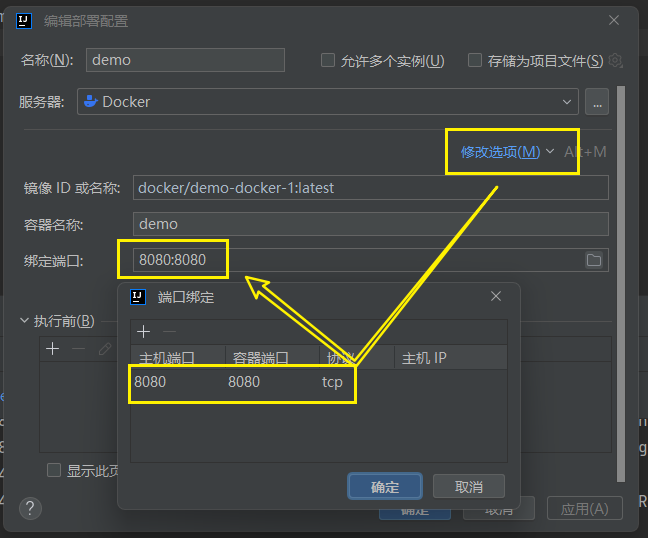 编辑部署配置
名称(N): demo 允许多个实例(U) 存储为项目文件(S)
服务器: Docker ...
修改选项(M) Alt+M
镜像 ID 或名称: docker/demo-docker-1:latest
容器名称: demo
绑定端口: 8080:8080
端口绑定
执行前(B)
主机端口 容器端口 协议 主机 IP
8080 8080 tcp
显示此页
确定 取消
? 确定 取消 应用(A)